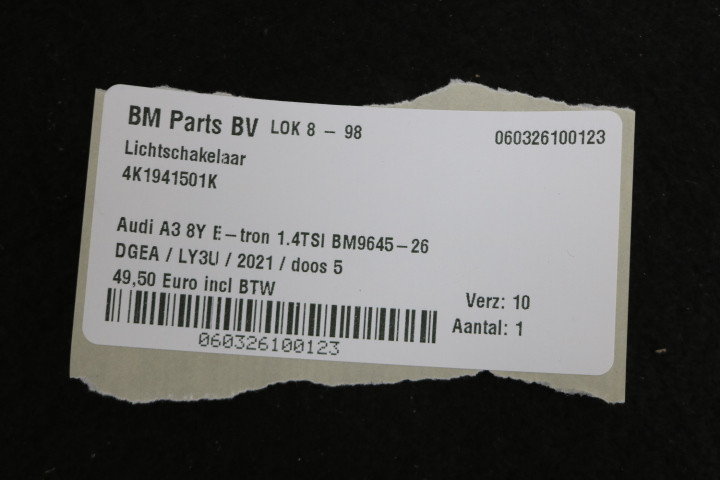 BM Parts BV LOK 8 - 98
060326100123
Lichtschakelaar
4K1941501K
Audi A3 8Y E-tron 1.4TSI BM9645-26
DGEA / LY3U / 2021 / doos 5
49,50 Euro incl BTW
Verz: 10
Aantal: 1
060326100123